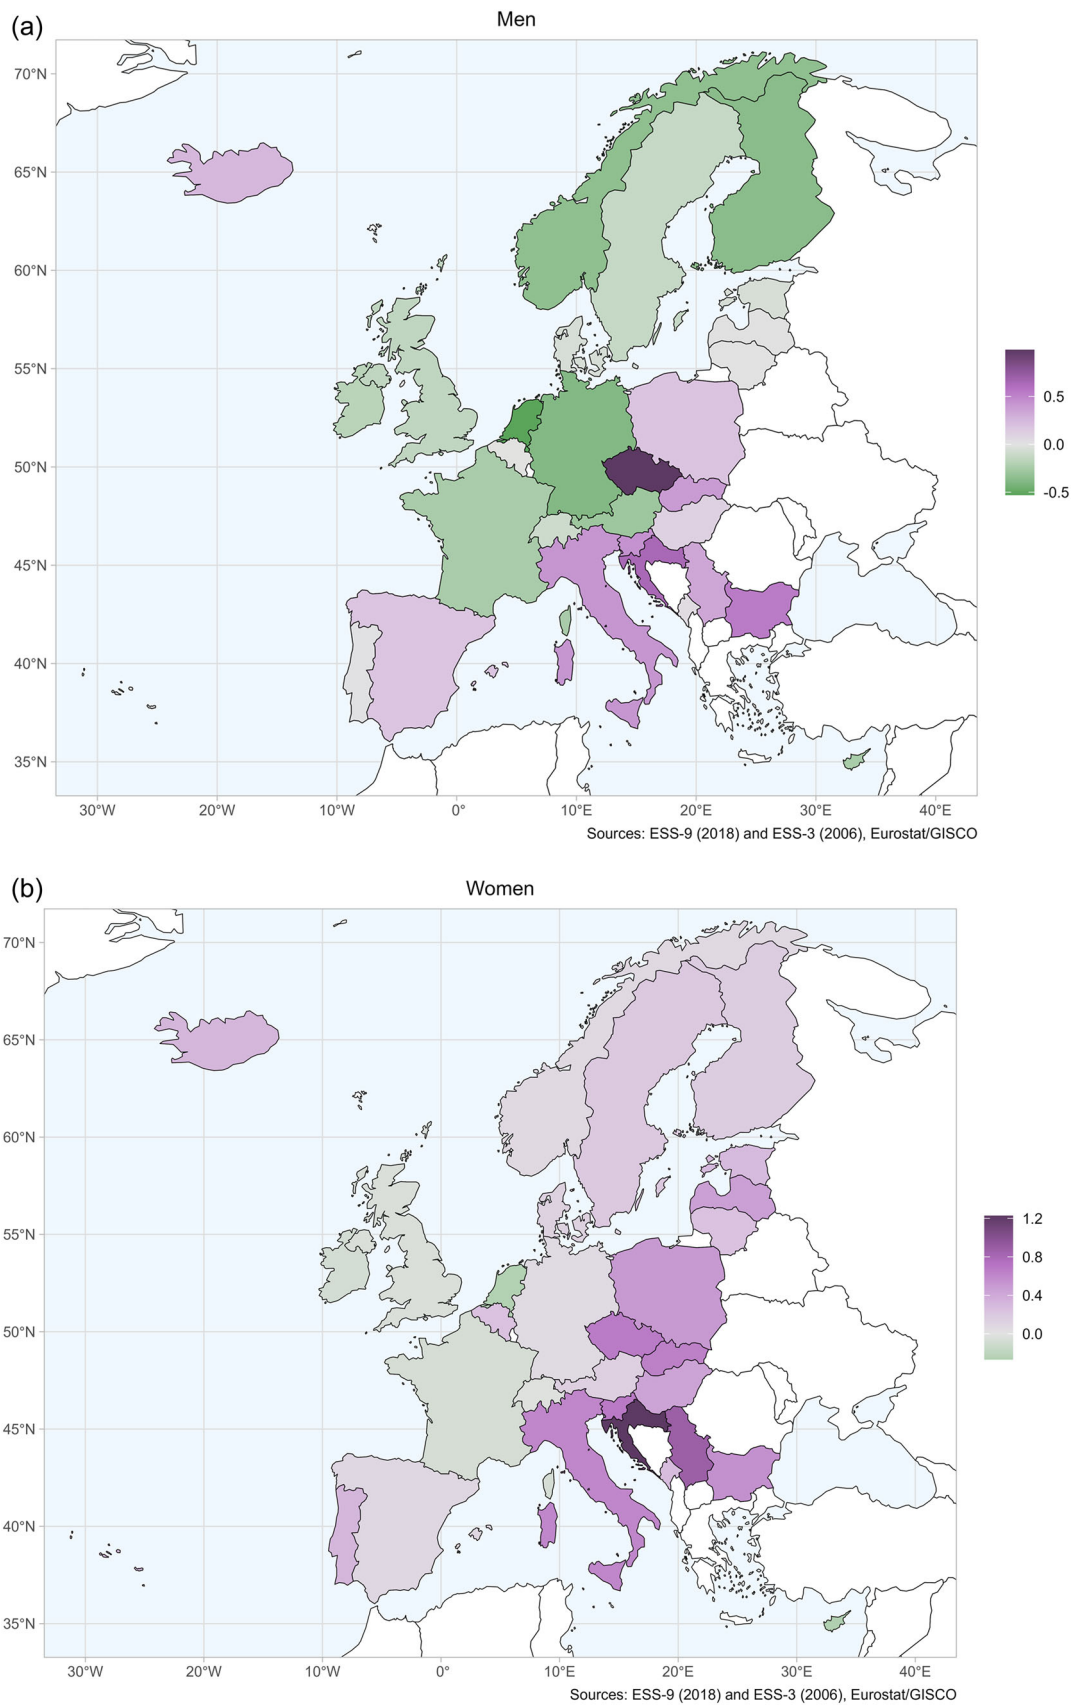 (a)
Men
70°N
65°N
60°N
55°N
50°N
45°N
40°N
35°N
0.5
0.0
-0.5
30°W 20°W 10°W 0° 10°E 20°E 30°E 40°E
Sources: ESS-9 (2018) and ESS-3 (2006), Eurostat/GISCO
(b)
Women
70°N
65°N
60°N
55°N
50°N
45°N
40°N
35°N
1.2
0.8
0.4
0.0
30°W 20°W 10°W 0° 10°E 20°E 30°E 40°E
Sources: ESS-9 (2018) and ESS-3 (2006), Eurostat/GISCO